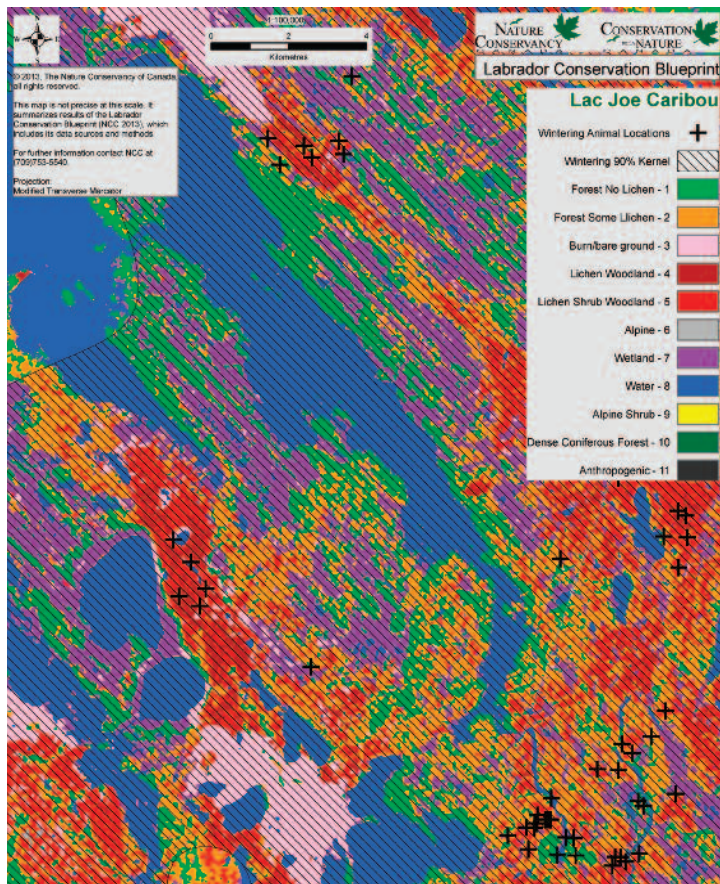 1:100,000
0 2 4
Kilometres
NATURE CONSERVANCY
CONSERVATION DE LA NATURE
Labrador Conservation Blueprint
© 2013, The Nature Conservancy of Canada,
all rights reserved.
This map is not precise at this scale. It
summarizes results of the Labrador
Conservation Blueprint (NCC 2013), which
includes its data sources and methods.
For further information contact NCC at
(709)753-5540.
Projection:
Modified Transverse Mercator
Lac Joe Caribou
Wintering Animal Locations
Wintering 90% Kernel
Forest No Lichen - 1
Forest Some Llichen - 2
Burn/bare ground - 3
Lichen Woodland - 4
Lichen Shrub Woodland - 5
Alpine - 6
Wetland - 7
Water - 8
Alpine Shrub - 9
Dense Coniferous Forest - 10
Anthropogenic - 11